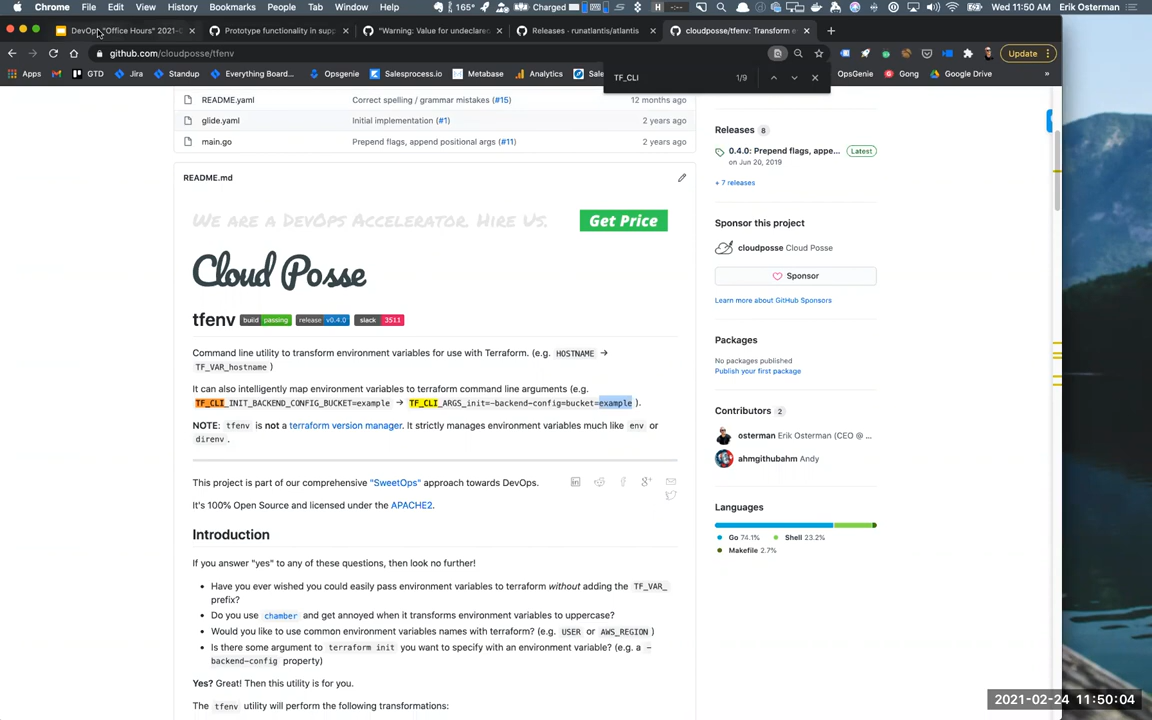 Chrome File Edit View History Bookmarks People Tab Window Help 165° Charged Wed 11:50 AM Erik Osterman
DevOps "Office Hours" 2021-0 Prototype functionality in supp "Warning: Value for undeclared Releases · runatlantis/atlantis cloudposse/tfenv: Transform e
github.com/cloudposse/tfenv Update
Apps GTD Jira Standup Everything Board... Opsgenie Salesprocess.io Metabase Analytics Sale OpsGenie Gong Google Drive »
TF_CLI 1/9
README.yaml Correct spelling / grammar mistakes (#15) 12 months ago
glide.yaml Initial implementation (#1) 2 years ago
main.go Prepend flags, append positional args (#11) 2 years ago
README.md
We are a DevOps Accelerator. Hire Us. Get Price
Cloud Posse
tfenv build passing release v0.4.0 slack 3511
Command line utility to transform environment variables for use with Terraform. (e.g. HOSTNAME →
TF_VAR_hostname )
It can also intelligently map environment variables to terraform command line arguments (e.g.
TF_CLI_INIT_BACKEND_CONFIG_BUCKET=example → TF_CLI_ARGS_init=-backend-config=bucket=example ).
NOTE: tfenv is not a terraform version manager. It strictly manages environment variables much like env or
direnv.
This project is part of our comprehensive "SweetOps" approach towards DevOps.
It's 100% Open Source and licensed under the APACHE2.
Introduction
If you answer "yes" to any of these questions, then look no further!
• Have you ever wished you could easily pass environment variables to terraform without adding the TF_VAR_
prefix?
• Do you use chamber and get annoyed when it transforms environment variables to uppercase?
• Would you like to use common environment variables names with terraform? (e.g. USER or AWS_REGION )
• Is there some argument to terraform init you want to specify with an environment variable? (e.g. a -
backend-config property)
Yes? Great! Then this utility is for you.
The tfenv utility will perform the following transformations:
Releases 8
0.4.0: Prepend flags, appe... Latest
on Jun 20, 2019
+ 7 releases
Sponsor this project
cloudposse Cloud Posse
Sponsor
Learn more about GitHub Sponsors
Packages
No packages published
Publish your first package
Contributors 2
osterman Erik Osterman (CEO @ ...
ahmgithubahm Andy
Languages
Go 74.1% Shell 23.2%
Makefile 2.7%
2021-02-24 11:50:04